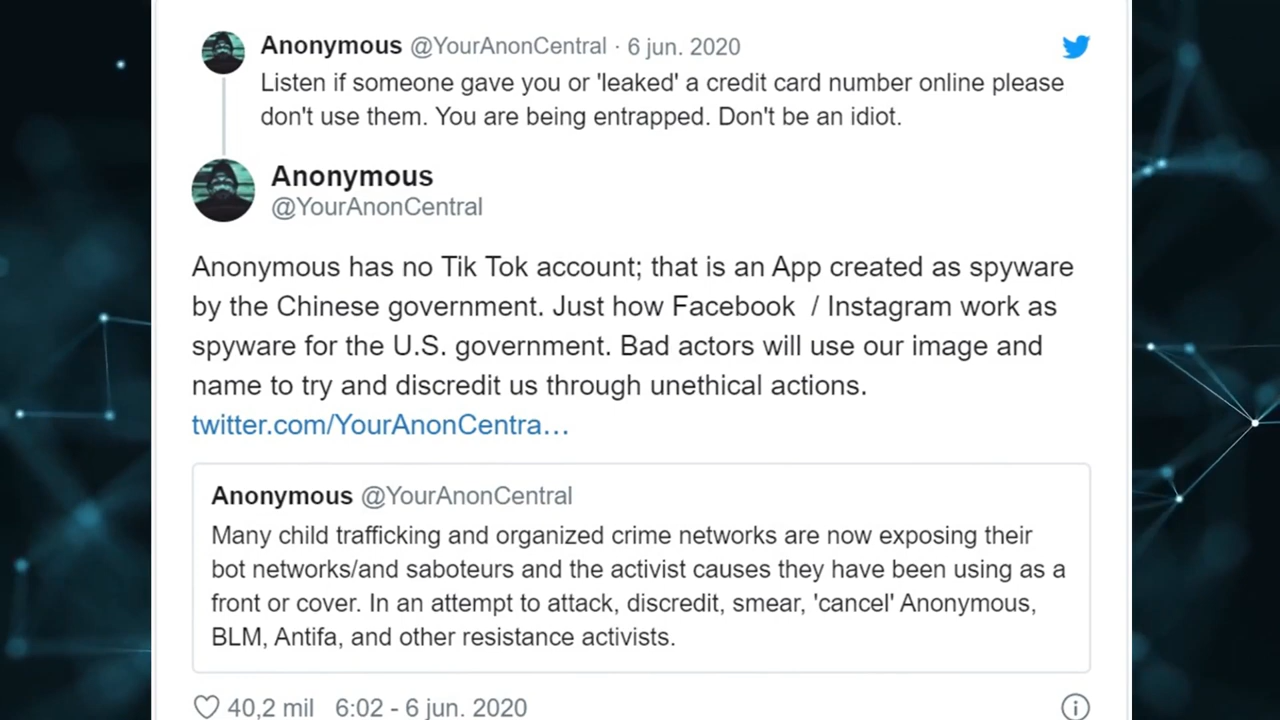 Anonymous @YourAnonCentral · 6 jun. 2020
Listen if someone gave you or 'leaked' a credit card number online please
don't use them. You are being entrapped. Don't be an idiot.
Anonymous
@YourAnonCentral
Anonymous has no Tik Tok account; that is an App created as spyware
by the Chinese government. Just how Facebook / Instagram work as
spyware for the U.S. government. Bad actors will use our image and
name to try and discredit us through unethical actions.
twitter.com/YourAnonCentra…
Anonymous @YourAnonCentral
Many child trafficking and organized crime networks are now exposing their
bot networks/and saboteurs and the activist causes they have been using as a
front or cover. In an attempt to attack, discredit, smear, 'cancel' Anonymous,
BLM, Antifa, and other resistance activists.
40,2 mil 6:02 - 6 jun. 2020